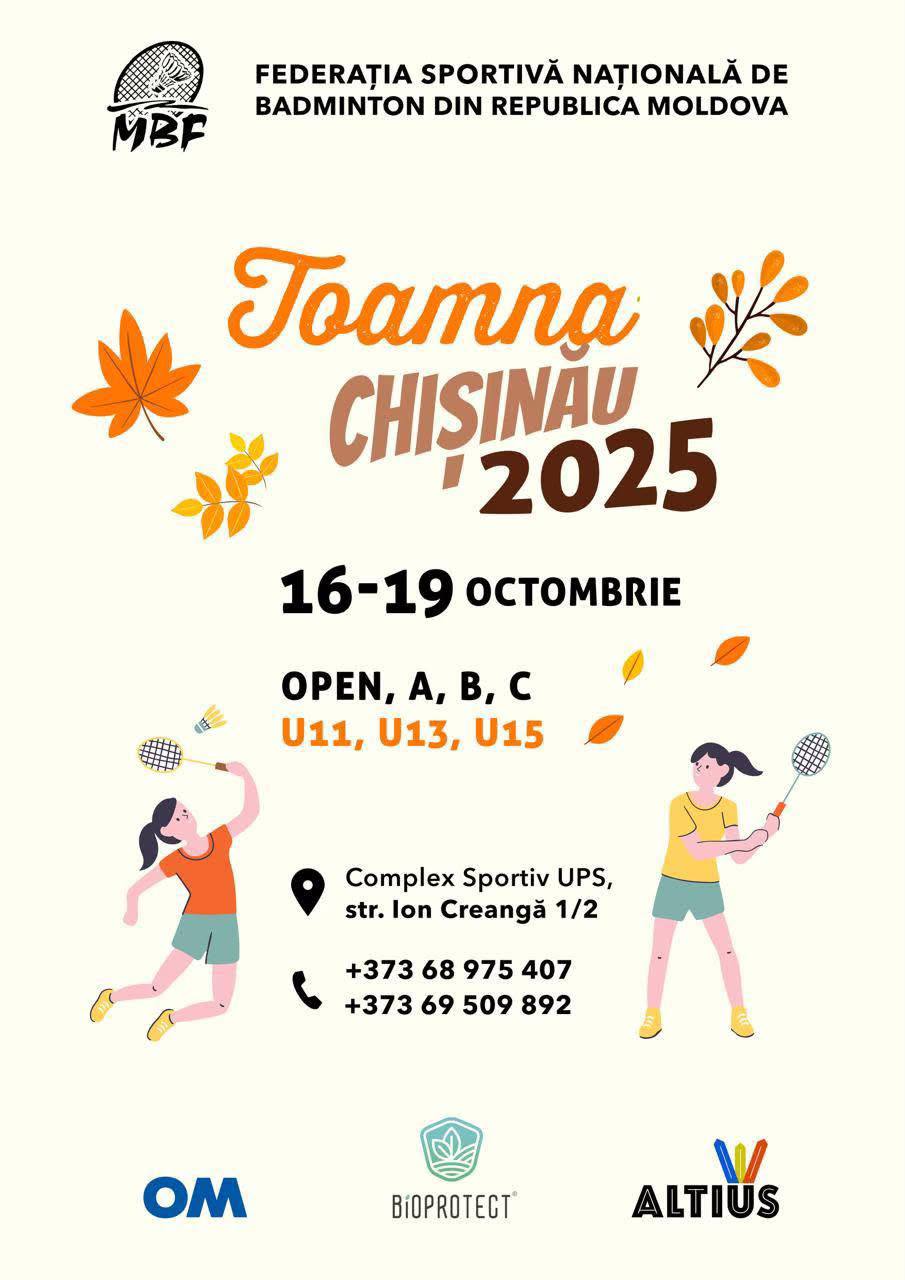 MBF
FEDERAȚIA SPORTIVĂ NAȚIONALĂ DE
BADMINTON DIN REPUBLICA MOLDOVA
Toamna
CHIȘINĂU
2025
16-19 OCTOMBRIE
OPEN, A, B, C
U11, U13, U15
Complex Sportiv UPS,
str. Ion Creangă 1/2
+373 68 975 407
+373 69 509 892
OM
BIOPROTECT®
ALTIUS